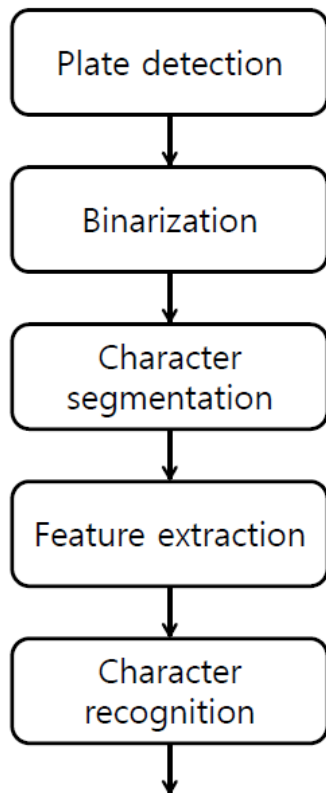 Plate detection
Binarization
Character
segmentation
Feature extraction
Character
recognition